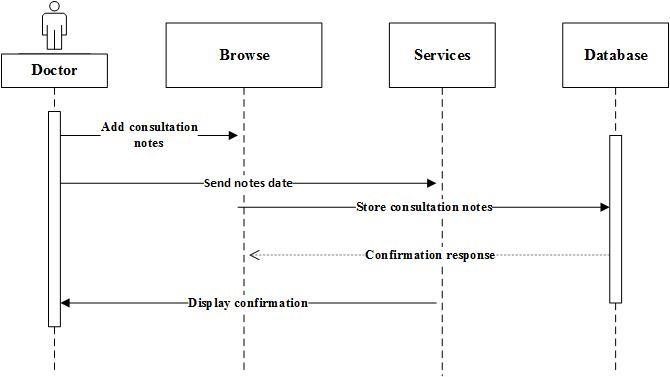 Doctor
Browse
Services
Database
Add consultation
notes
Send notes date
Store consultation notes
Confirmation response
Display confirmation